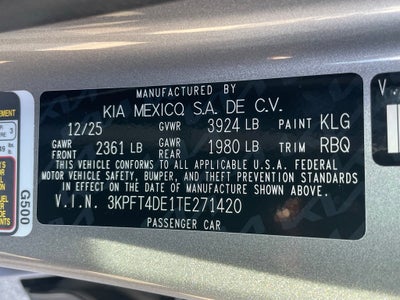 MANUFACTURED BY
KIA MEXICO S.A. DE C.V.
12/25 GVWR 3924 LB PAINT KLG
GAWR FRONT 2361 LB GAWR REAR 1980 LB TRIM RBQ
THIS VEHICLE CONFORMS TO ALL APPLICABLE U.S.A. FEDERAL
MOTOR VEHICLE SAFETY, BUMPER, AND THEFT PREVENTION STANDARDS
IN EFFECT ON THE DATE OF MANUFACTURE SHOWN ABOVE.
V.I.N. 3KPFT4DE1TE271420
PASSENGER CAR
G500